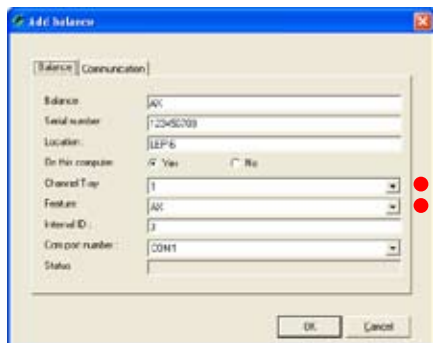 Add balance
Balance Communication
Balance AX
Serial number 123456789
Location: LEP\6
On this computer Yes No
Channel Tray 1
Feature AX
Internal ID : 3
Com port number : COM1
Status
OK Cancel